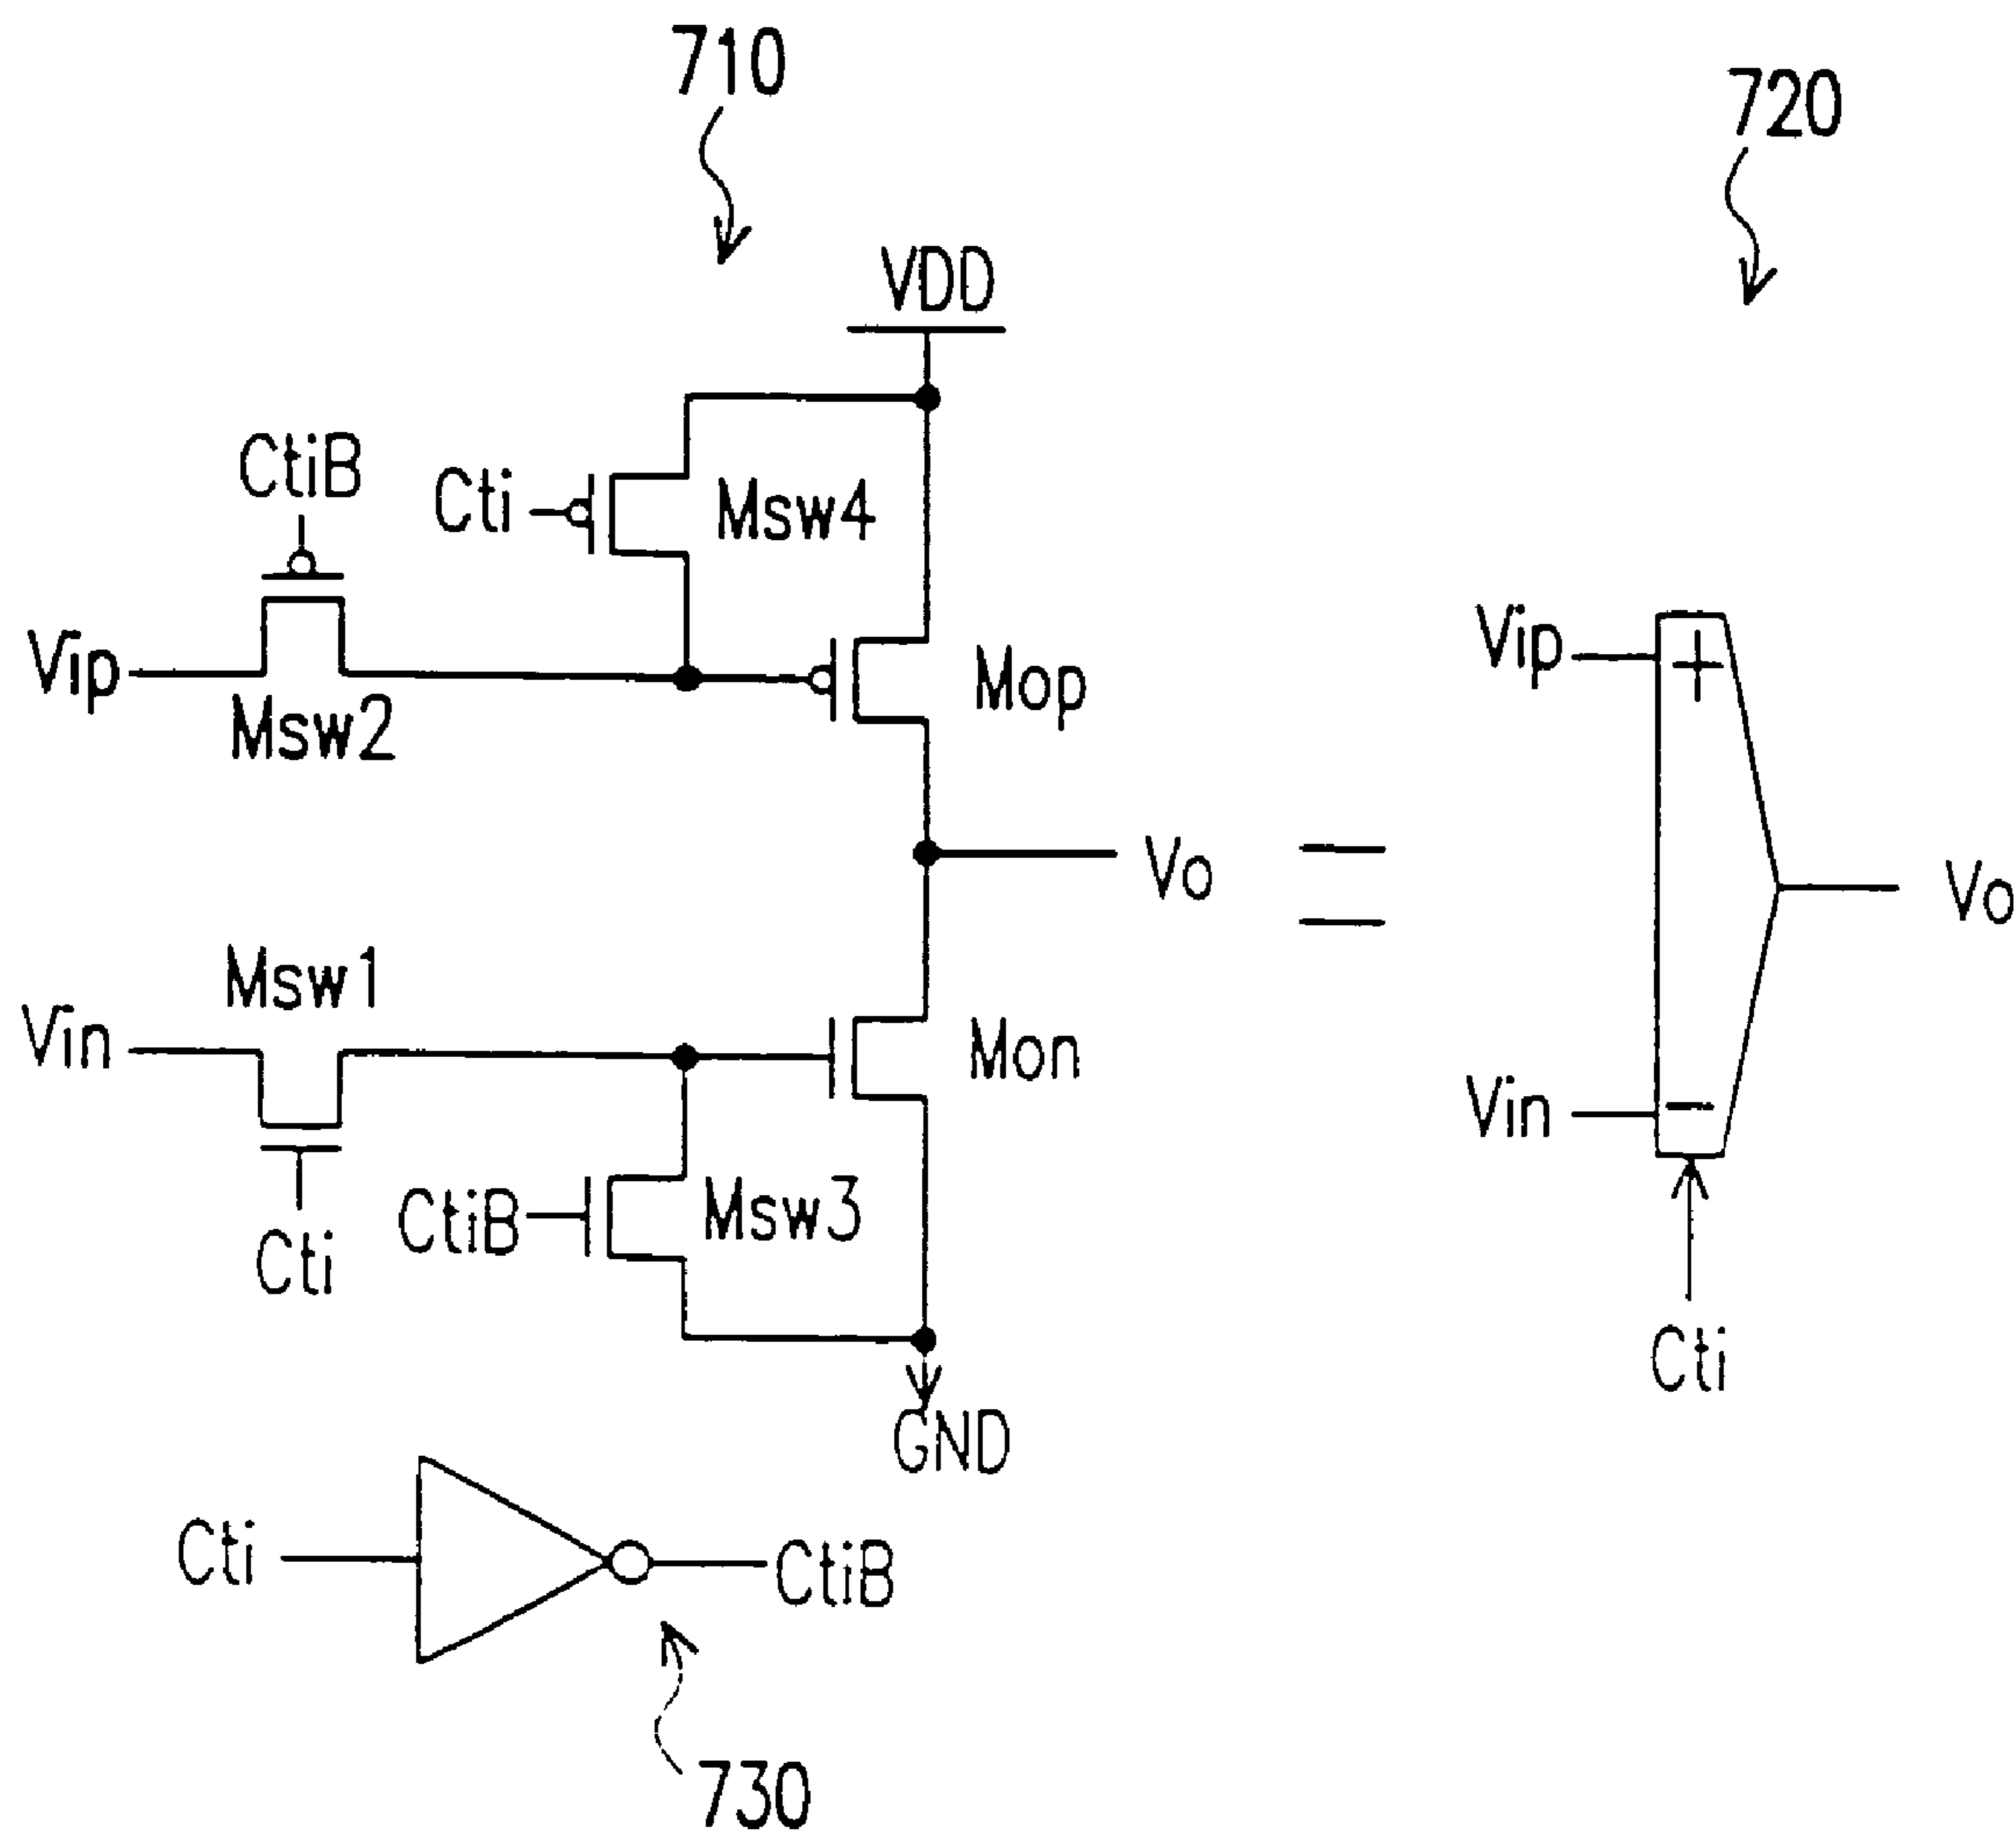 710
720
VDD
CtiB
Cti
Msw4
Vip
Msw2
Mop
Vip
+
Vo
=
Vo
Msw1
Vin
Mon
Vin
−
CtiB
Msw3
Cti
Cti
GND
Cti
CtiB
730